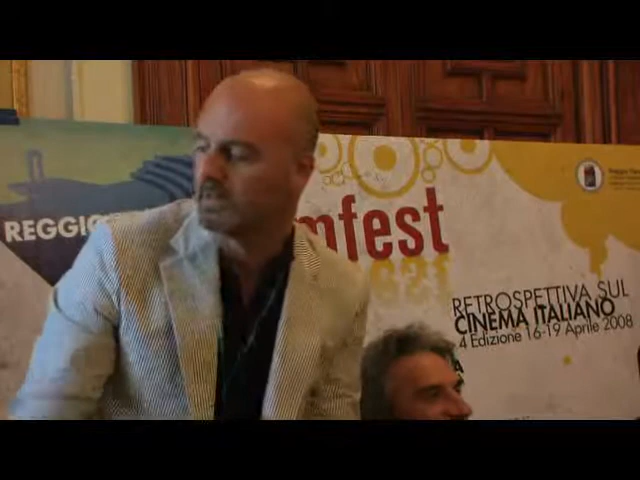 REGGIO
mfest
RETROSPETTIVA SUL
CINEMA ITALIANO
4 Edizione 16-19 Aprile 2008